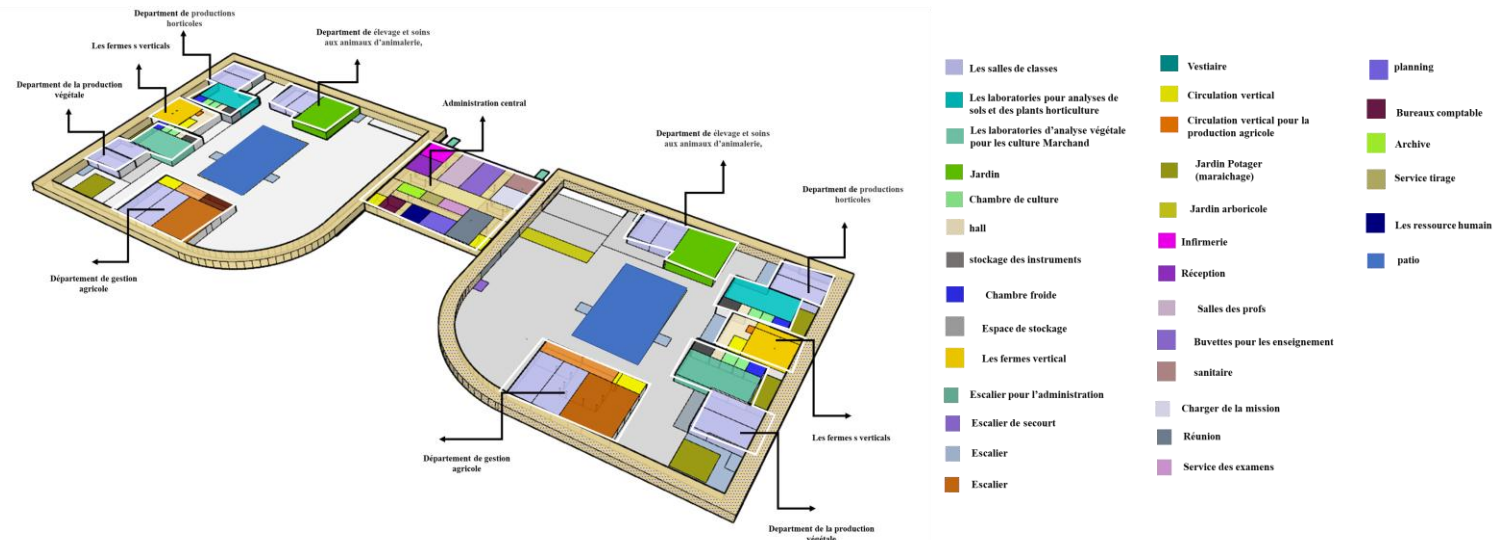 Department de productions
horticoles
Les fermes s verticals
Department de élevage et soins
aux animaux d’animalerie,
Department de la production
végétale
Administration central
Department de élevage et soins
aux animaux d’animalerie,
Department de productions
horticoles
Département de gestion
agricole
Département de gestion
agricole
Les fermes s verticals
Department de la production
végétale
Les salles de classes
Les laboratories pour analyses de
sols et des plants horticulture
Les laboratories d’analyse végétale
pour les culture Marchand
Jardin
Chambre de culture
hall
stockage des instruments
Chambre froide
Espace de stockage
Les fermes vertical
Escalier pour l’administration
Escalier de secourt
Escalier
Escalier
Vestiaire
Circulation vertical
Circulation vertical pour la
production agricole
Jardin Potager
(maraichage)
Jardin arboricole
Infirmerie
Réception
Salles des profs
Buvettes pour les enseignement
sanitaire
Charger de la mission
Réunion
Service des examens
planning
Bureaux comptable
Archive
Service tirage
Les ressource humain
patio